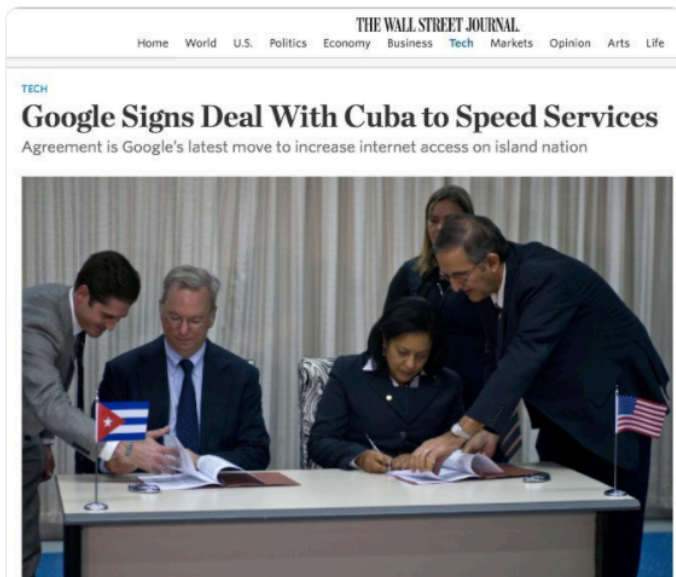 THE WALL STREET JOURNAL.
Home World U.S. Politics Economy Business Tech Markets Opinion Arts Life
TECH
Google Signs Deal With Cuba to Speed Services
Agreement is Google's latest move to increase internet access on island nation